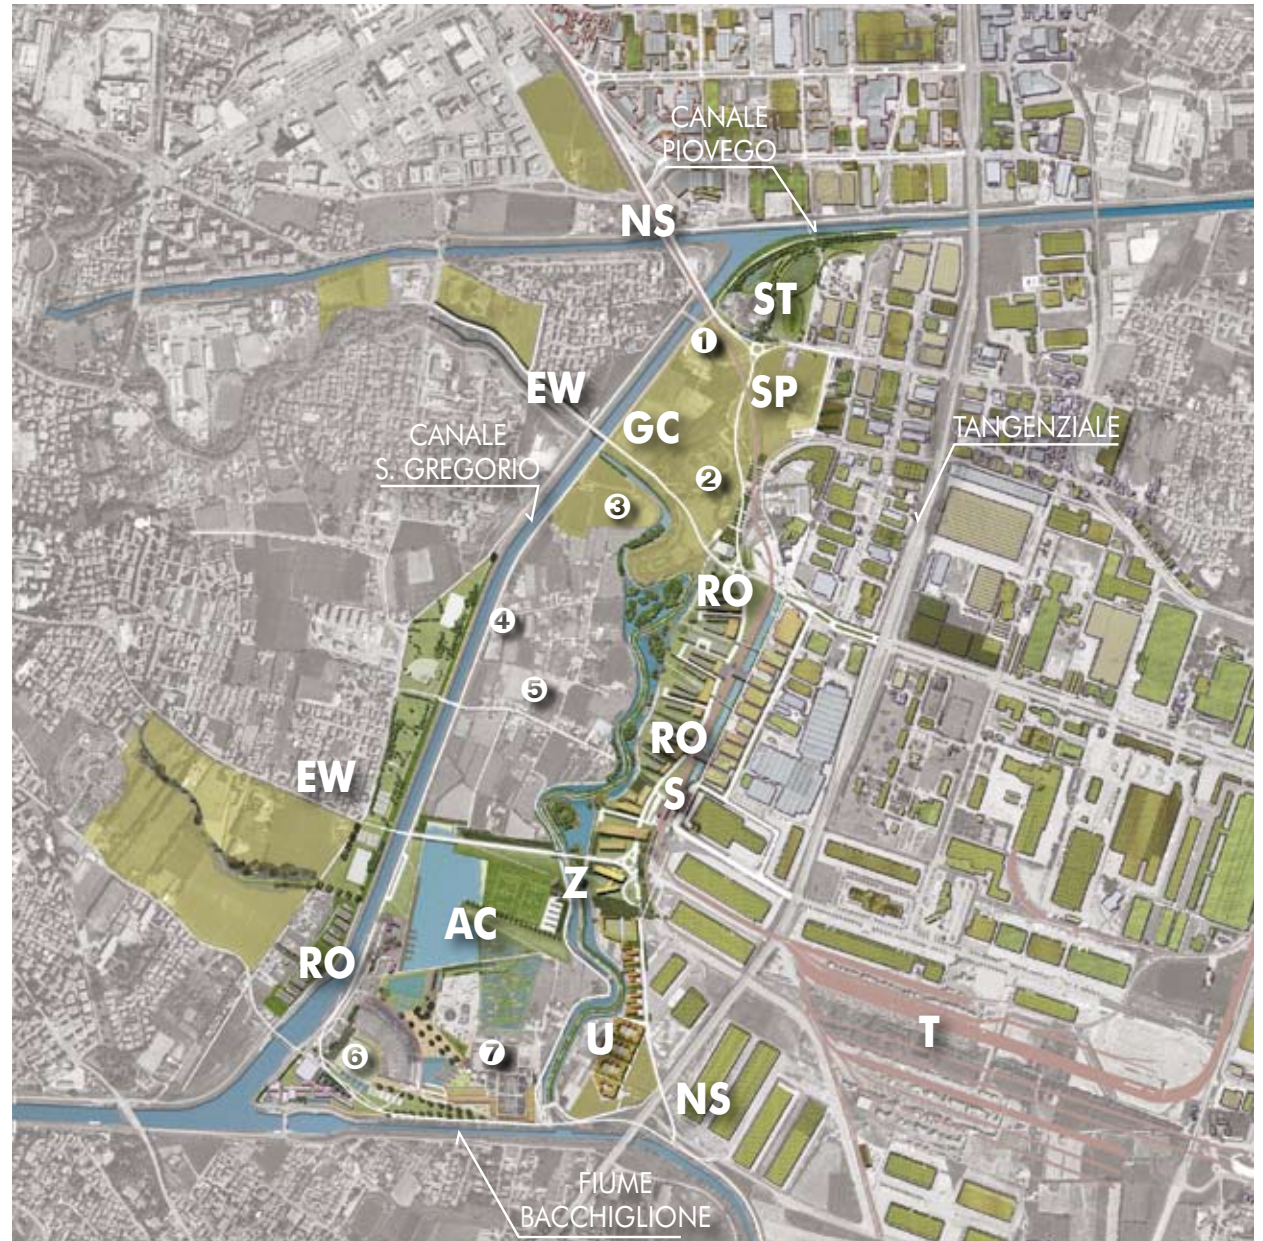 CANALE
PIOVEGO
NS
ST
1
EW
SP
GC
CANALE
S. GREGORIO
TANGENZIALE
2
3
RO
4
5
RO
EW
S
Z
AC
RO
T
U
6
7
NS
FIUME
BACCHIGLIONE